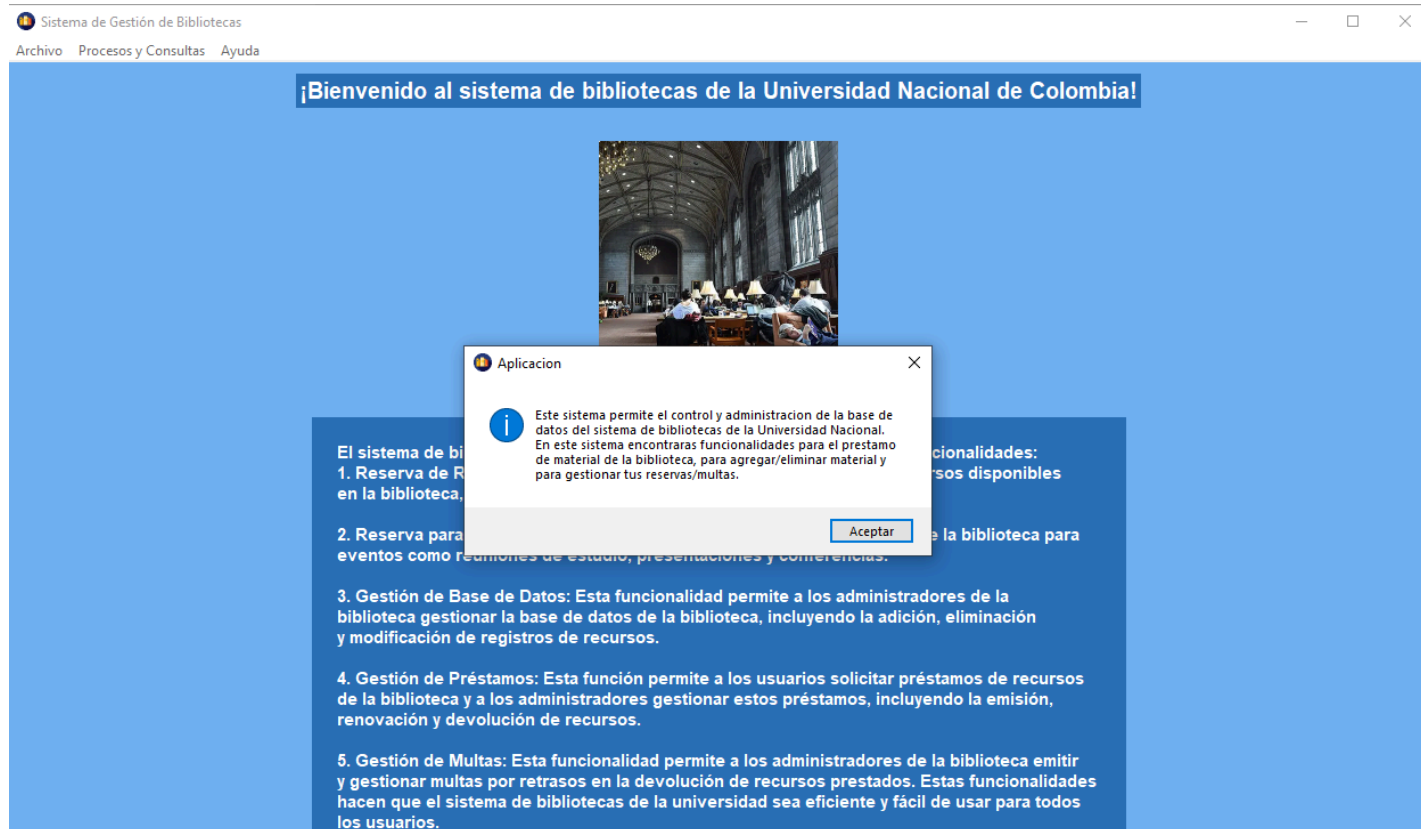 Sistema de Gestión de Bibliotecas
Archivo Procesos y Consultas Ayuda
¡Bienvenido al sistema de bibliotecas de la Universidad Nacional de Colombia!
Aplicacion
Este sistema permite el control y administracion de la base de
datos del sistema de bibliotecas de la Universidad Nacional.
En este sistema encontraras funcionalidades para el prestamo
de material de la biblioteca, para agregar/eliminar material y
para gestionar tus reservas/multas.
Aceptar
El sistema de cionalidades:
1. Reserva de rsos disponibles
en la biblioteca,
2. Reserva para la biblioteca para
eventos como reuniones de estudio, presentaciones y conferencias.
3. Gestión de Base de Datos: Esta funcionalidad permite a los administradores de la
biblioteca gestionar la base de datos de la biblioteca, incluyendo la adición, eliminación
y modificación de registros de recursos.
4. Gestión de Préstamos: Esta función permite a los usuarios solicitar préstamos de recursos
de la biblioteca y a los administradores gestionar estos préstamos, incluyendo la emisión,
renovación y devolución de recursos.
5. Gestión de Multas: Esta funcionalidad permite a los administradores de la biblioteca emitir
y gestionar multas por retrasos en la devolución de recursos prestados. Estas funcionalidades
hacen que el sistema de bibliotecas de la universidad sea eficiente y fácil de usar para todos
los usuarios.